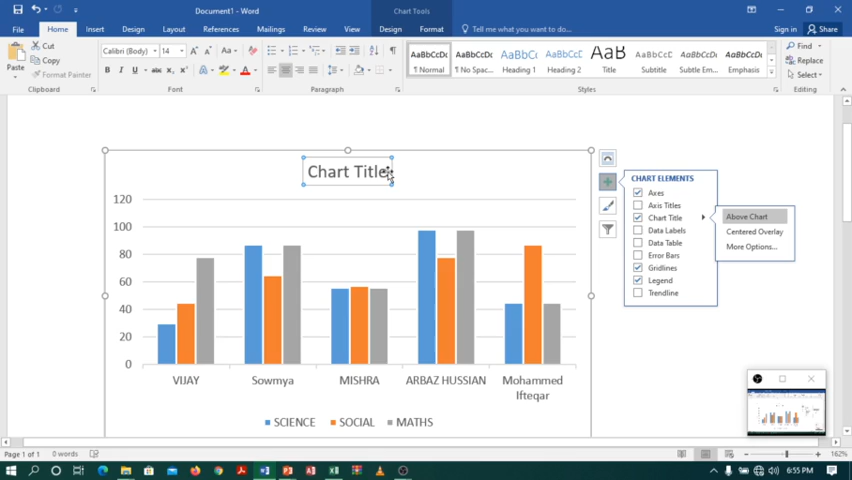 Document1 - Word
Chart Tools
File
Home
Insert
Design
Layout
References
Mailings
Review
View
Design
Format
Tell me what you want to do...
Sign in
Share
Paste
Cut
Copy
Format Painter
Clipboard
Calibri (Body)
14
Font
Paragraph
AaBbCcDc
¶ Normal
AaBbCcDc
¶ No Spac...
AaBbCc
Heading 1
AaBbCc
Heading 2
AaBb
Title
AaBbCcD
Subtitle
AaBbCcDc
Subtle Em...
AaBbCcDc
Emphasis
Styles
Find
Replace
Select
Editing
Chart Title
120
100
80
60
40
20
0
VIJAY
Sowmya
MISHRA
ARBAZ HUSSIAN
Mohammed
Ifteqar
SCIENCE
SOCIAL
MATHS
CHART ELEMENTS
Axes
Axis Titles
Chart Title
Data Labels
Data Table
Error Bars
Gridlines
Legend
Trendline
Above Chart
Centered Overlay
More Options...
Page 1 of 1
0 words
162%
6:55 PM